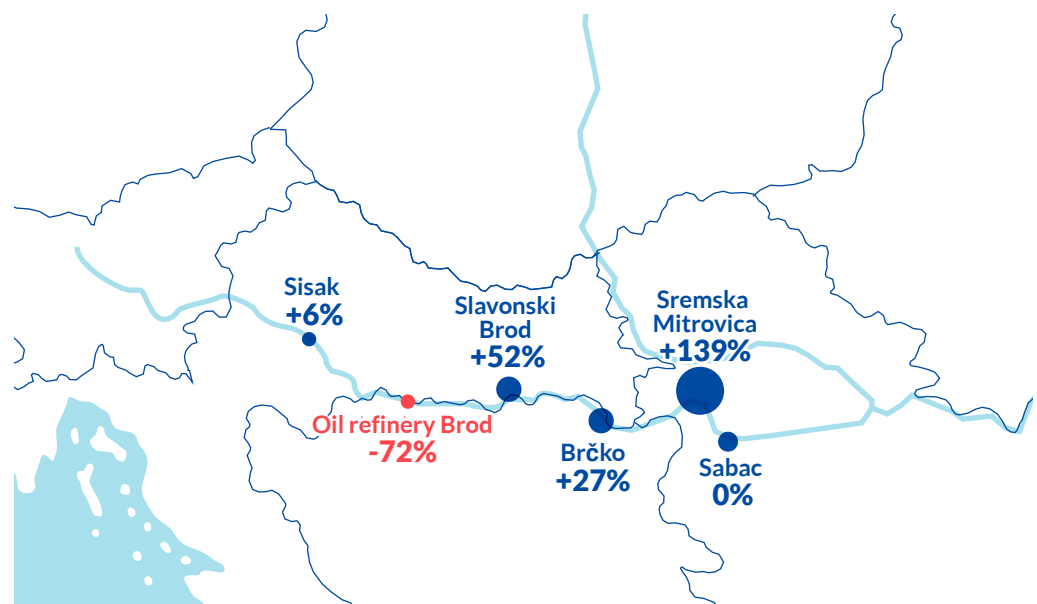 Sisak
+6%
Slavonski
Brod
+52%
Sremska
Mitrovica
+139%
Oil refinery Brod
-72%
Brčko
+27%
Sabac
0%